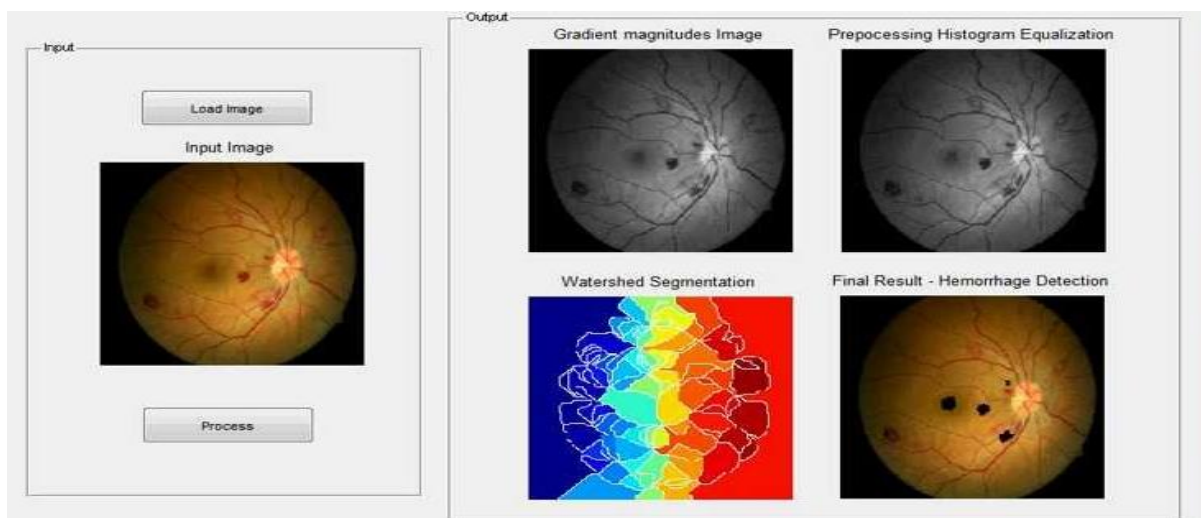 Input
Load Image
Input Image
Process
Output
Gradient magnitudes Image
Prepocessing Histogram Equalization
Watershed Segmentation
Final Result - Hemorrhage Detection